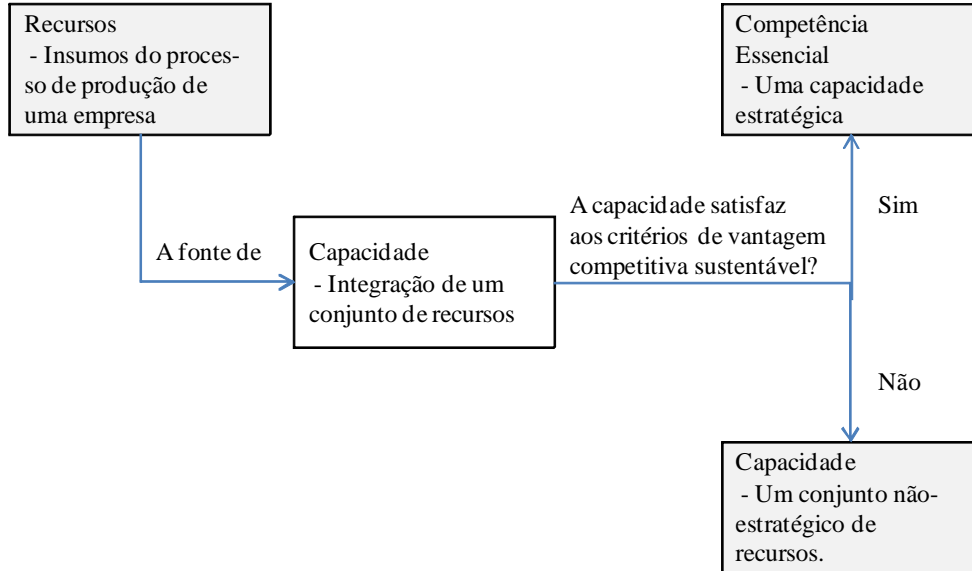 Recursos
- Insumos do proces-
so de produção de
uma empresa
Competência
Essencial
- Uma capacidade
estratégica
A fonte de
Capacidade
- Integração de um
conjunto de recursos
A capacidade satisfaz
aos critérios de vantagem
competitiva sustentável?
Sim
Não
Capacidade
- Um conjunto não-
estratégico de
recursos.